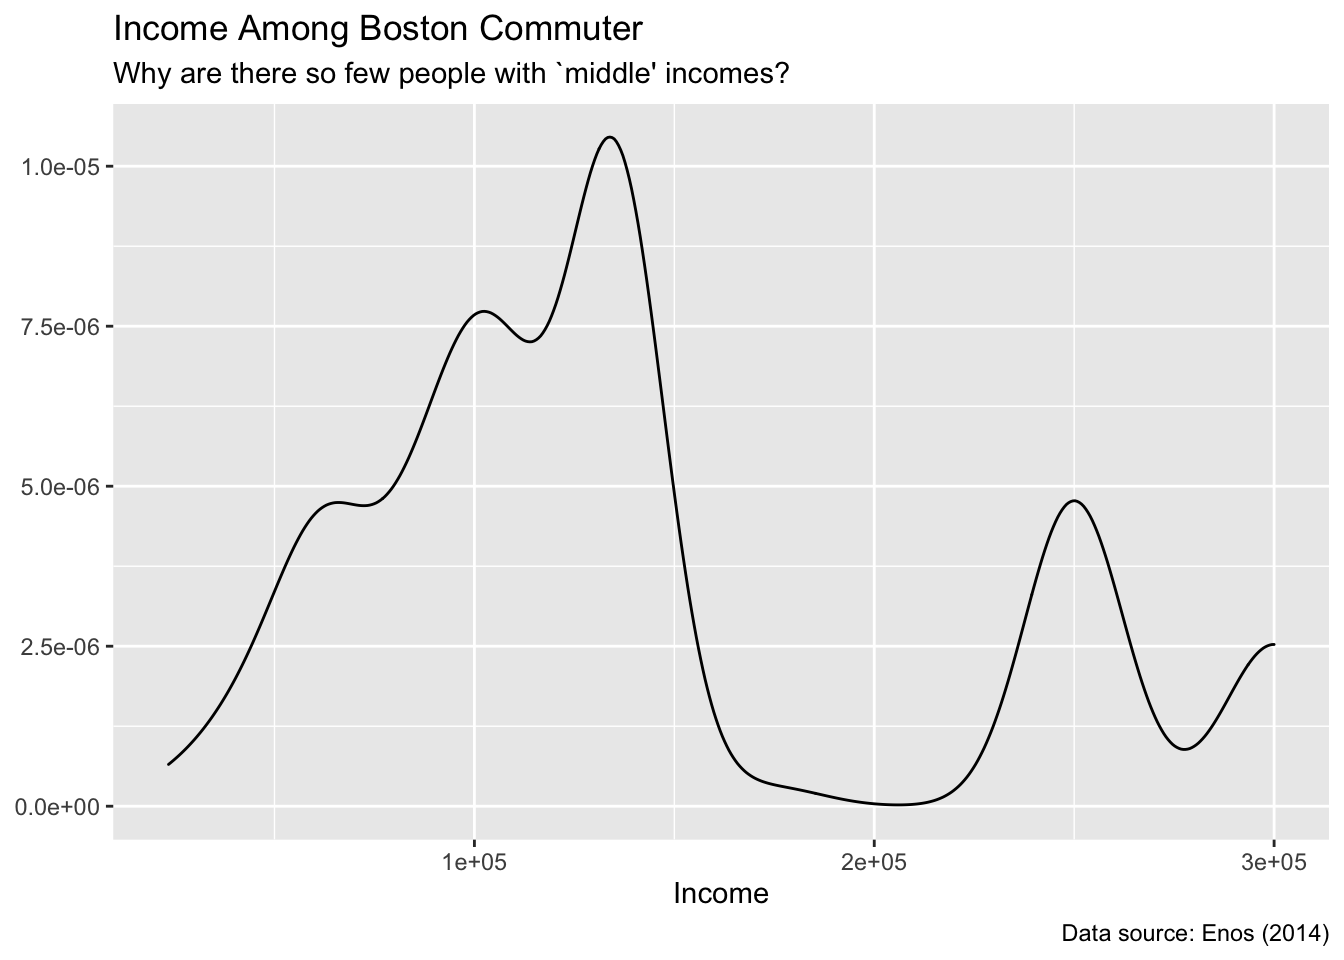 Income Among Boston Commuter
Why are there so few people with `middle' incomes?
1.0e-05
7.5e-06
5.0e-06
2.5e-06
0.0e+00
1e+05 2e+05 3e+05
Income
Data source: Enos (2014)